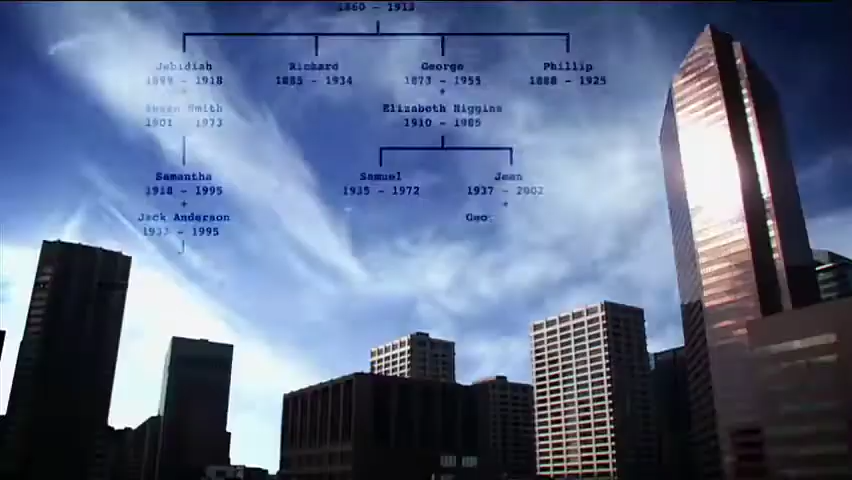 1860 - 1913
Jebidiah Richard George Phillip
1899 - 1918 1885 - 1934 1873 - 1955 1888 - 1925
+ +
Susan Smith Elizabeth Higgins
1901 - 1973 1910 - 1985
Samantha Samuel Jean
1918 - 1995 1935 - 1972 1937 - 2002
+ +
Jack Anderson Geo
- 1995